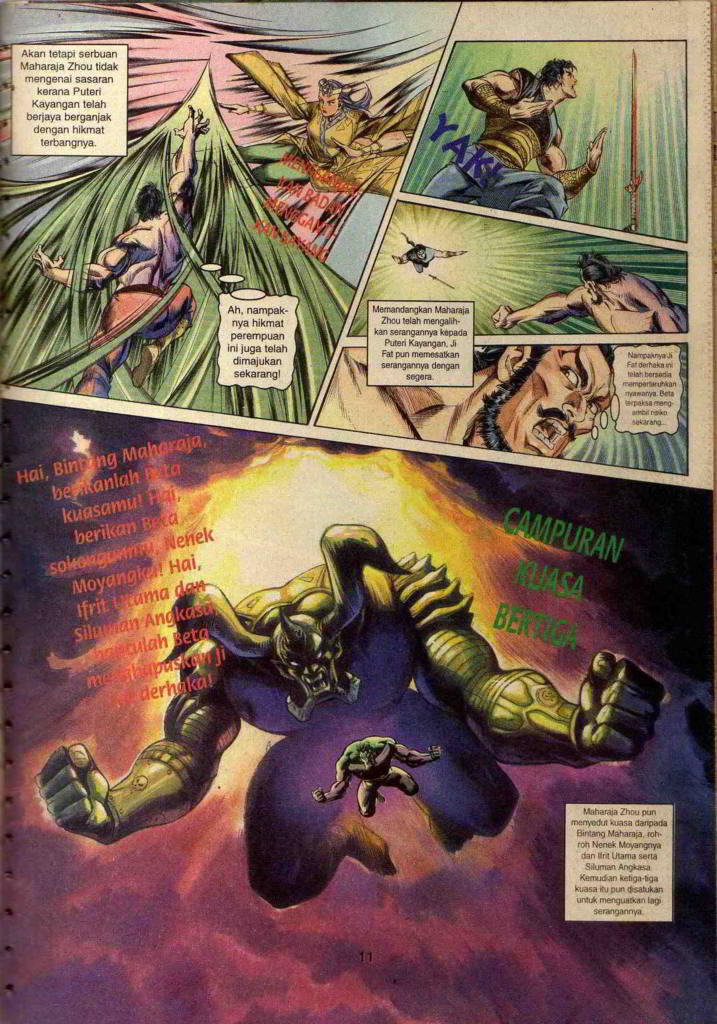 Akan tetapi serbuan
Maharaja Zhou tidak
mengenai sasaran
kerana Puteri
Kayangan telah
berjaya berganjak
dengan hikmat
terbangnya.
KAYANGAN
Ah, nampak-
nya hikmat
perempuan
ini juga telah
dimajukan
sekarang!
YAK!
Memandangkan Maharaja
Zhou telah mengalih-
kan serangannya kepada
Puteri Kayangan, Ji
Fat pun memesatkan
serangannya dengan
segera.
Nampaknya Ji
Fat derhaka ini
telah bersedia
mempertaruhkan
nyawanya. Beta
terpaksa meng-
ambil risiko
sekarang...
Hai, Bintang Maharaja,
berikanlah Beta
kuasamu! Hai,
berikan Beta
sokonganmu, Nenek
Moyangku! Hai,
Ifrit Utama dan
Siluman Angkasa,
bantulah Beta
menghapuskan Ji
derhaka!
CAMPURAN
KUASA
BERTIGA
Maharaja Zhou pun
menyedut kuasa daripada
Bintang Maharaja, roh-
roh Nenek Moyangnya
dan Ifrit Utama serta
Siluman Angkasa.
Kemudian ketiga-tiga
kuasa itu pun disatukan
untuk menguatkan lagi
serangannya.
11